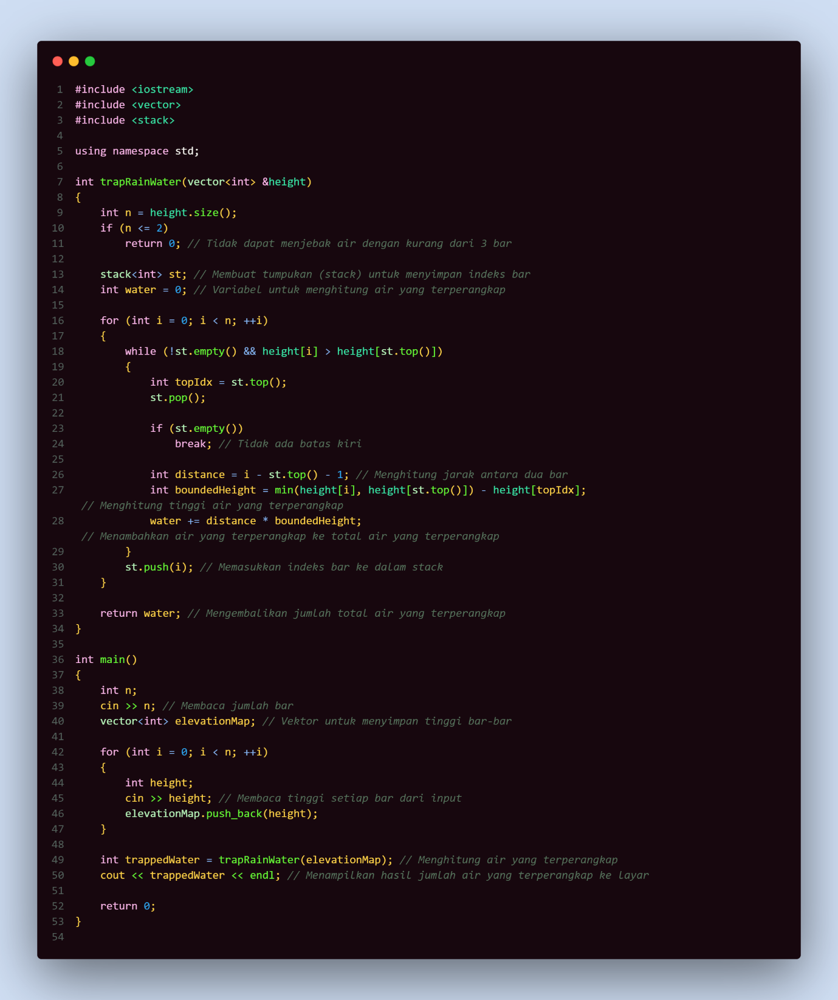 1 #include <iostream>
2 #include <vector>
3 #include <stack>
4
5 using namespace std;
6
7 int trapRainWater(vector<int> &height)
8 {
9     int n = height.size();
10     if (n <= 2)
11         return 0; // Tidak dapat menjebak air dengan kurang dari 3 bar
12
13     stack<int> st; // Membuat tumpukan (stack) untuk menyimpan indeks bar
14     int water = 0; // Variabel untuk menghitung air yang terperangkap
15
16     for (int i = 0; i < n; ++i)
17     {
18         while (!st.empty() && height[i] > height[st.top()])
19         {
20             int topIdx = st.top();
21             st.pop();
22
23             if (st.empty())
24                 break; // Tidak ada batas kiri
25
26             int distance = i - st.top() - 1; // Menghitung jarak antara dua bar
27             int boundedHeight = min(height[i], height[st.top()]) - height[topIdx];
 // Menghitung tinggi air yang terperangkap
28             water += distance * boundedHeight;
 // Menambahkan air yang terperangkap ke total air yang terperangkap
29         }
30         st.push(i); // Memasukkan indeks bar ke dalam stack
31     }
32
33     return water; // Mengembalikan jumlah total air yang terperangkap
34 }
35
36 int main()
37 {
38     int n;
39     cin >> n; // Membaca jumlah bar
40     vector<int> elevationMap; // Vektor untuk menyimpan tinggi bar-bar
41
42     for (int i = 0; i < n; ++i)
43     {
44         int height;
45         cin >> height; // Membaca tinggi setiap bar dari input
46         elevationMap.push_back(height);
47     }
48
49     int trappedWater = trapRainWater(elevationMap); // Menghitung air yang terperangkap
50     cout << trappedWater << endl; // Menampilkan hasil jumlah air yang terperangkap ke layar
51
52     return 0;
53 }
54